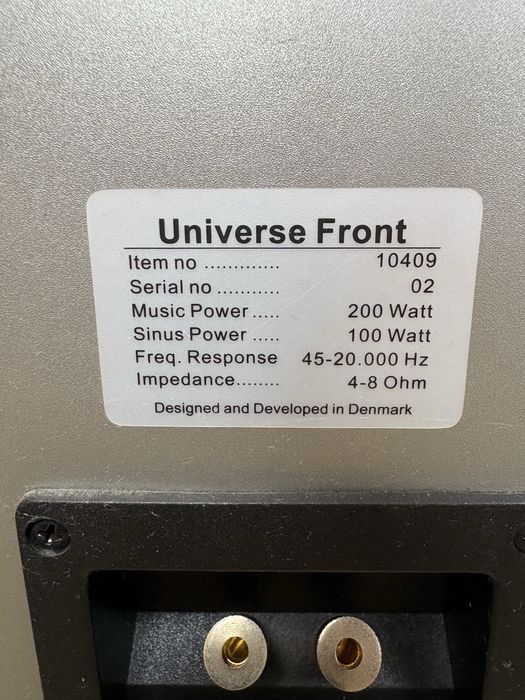 Universe Front
Item no ............. 10409
Serial no ........... 02
Music Power ..... 200 Watt
Sinus Power ..... 100 Watt
Freq. Response 45-20.000 Hz
Impedance........ 4-8 Ohm
Designed and Developed in Denmark